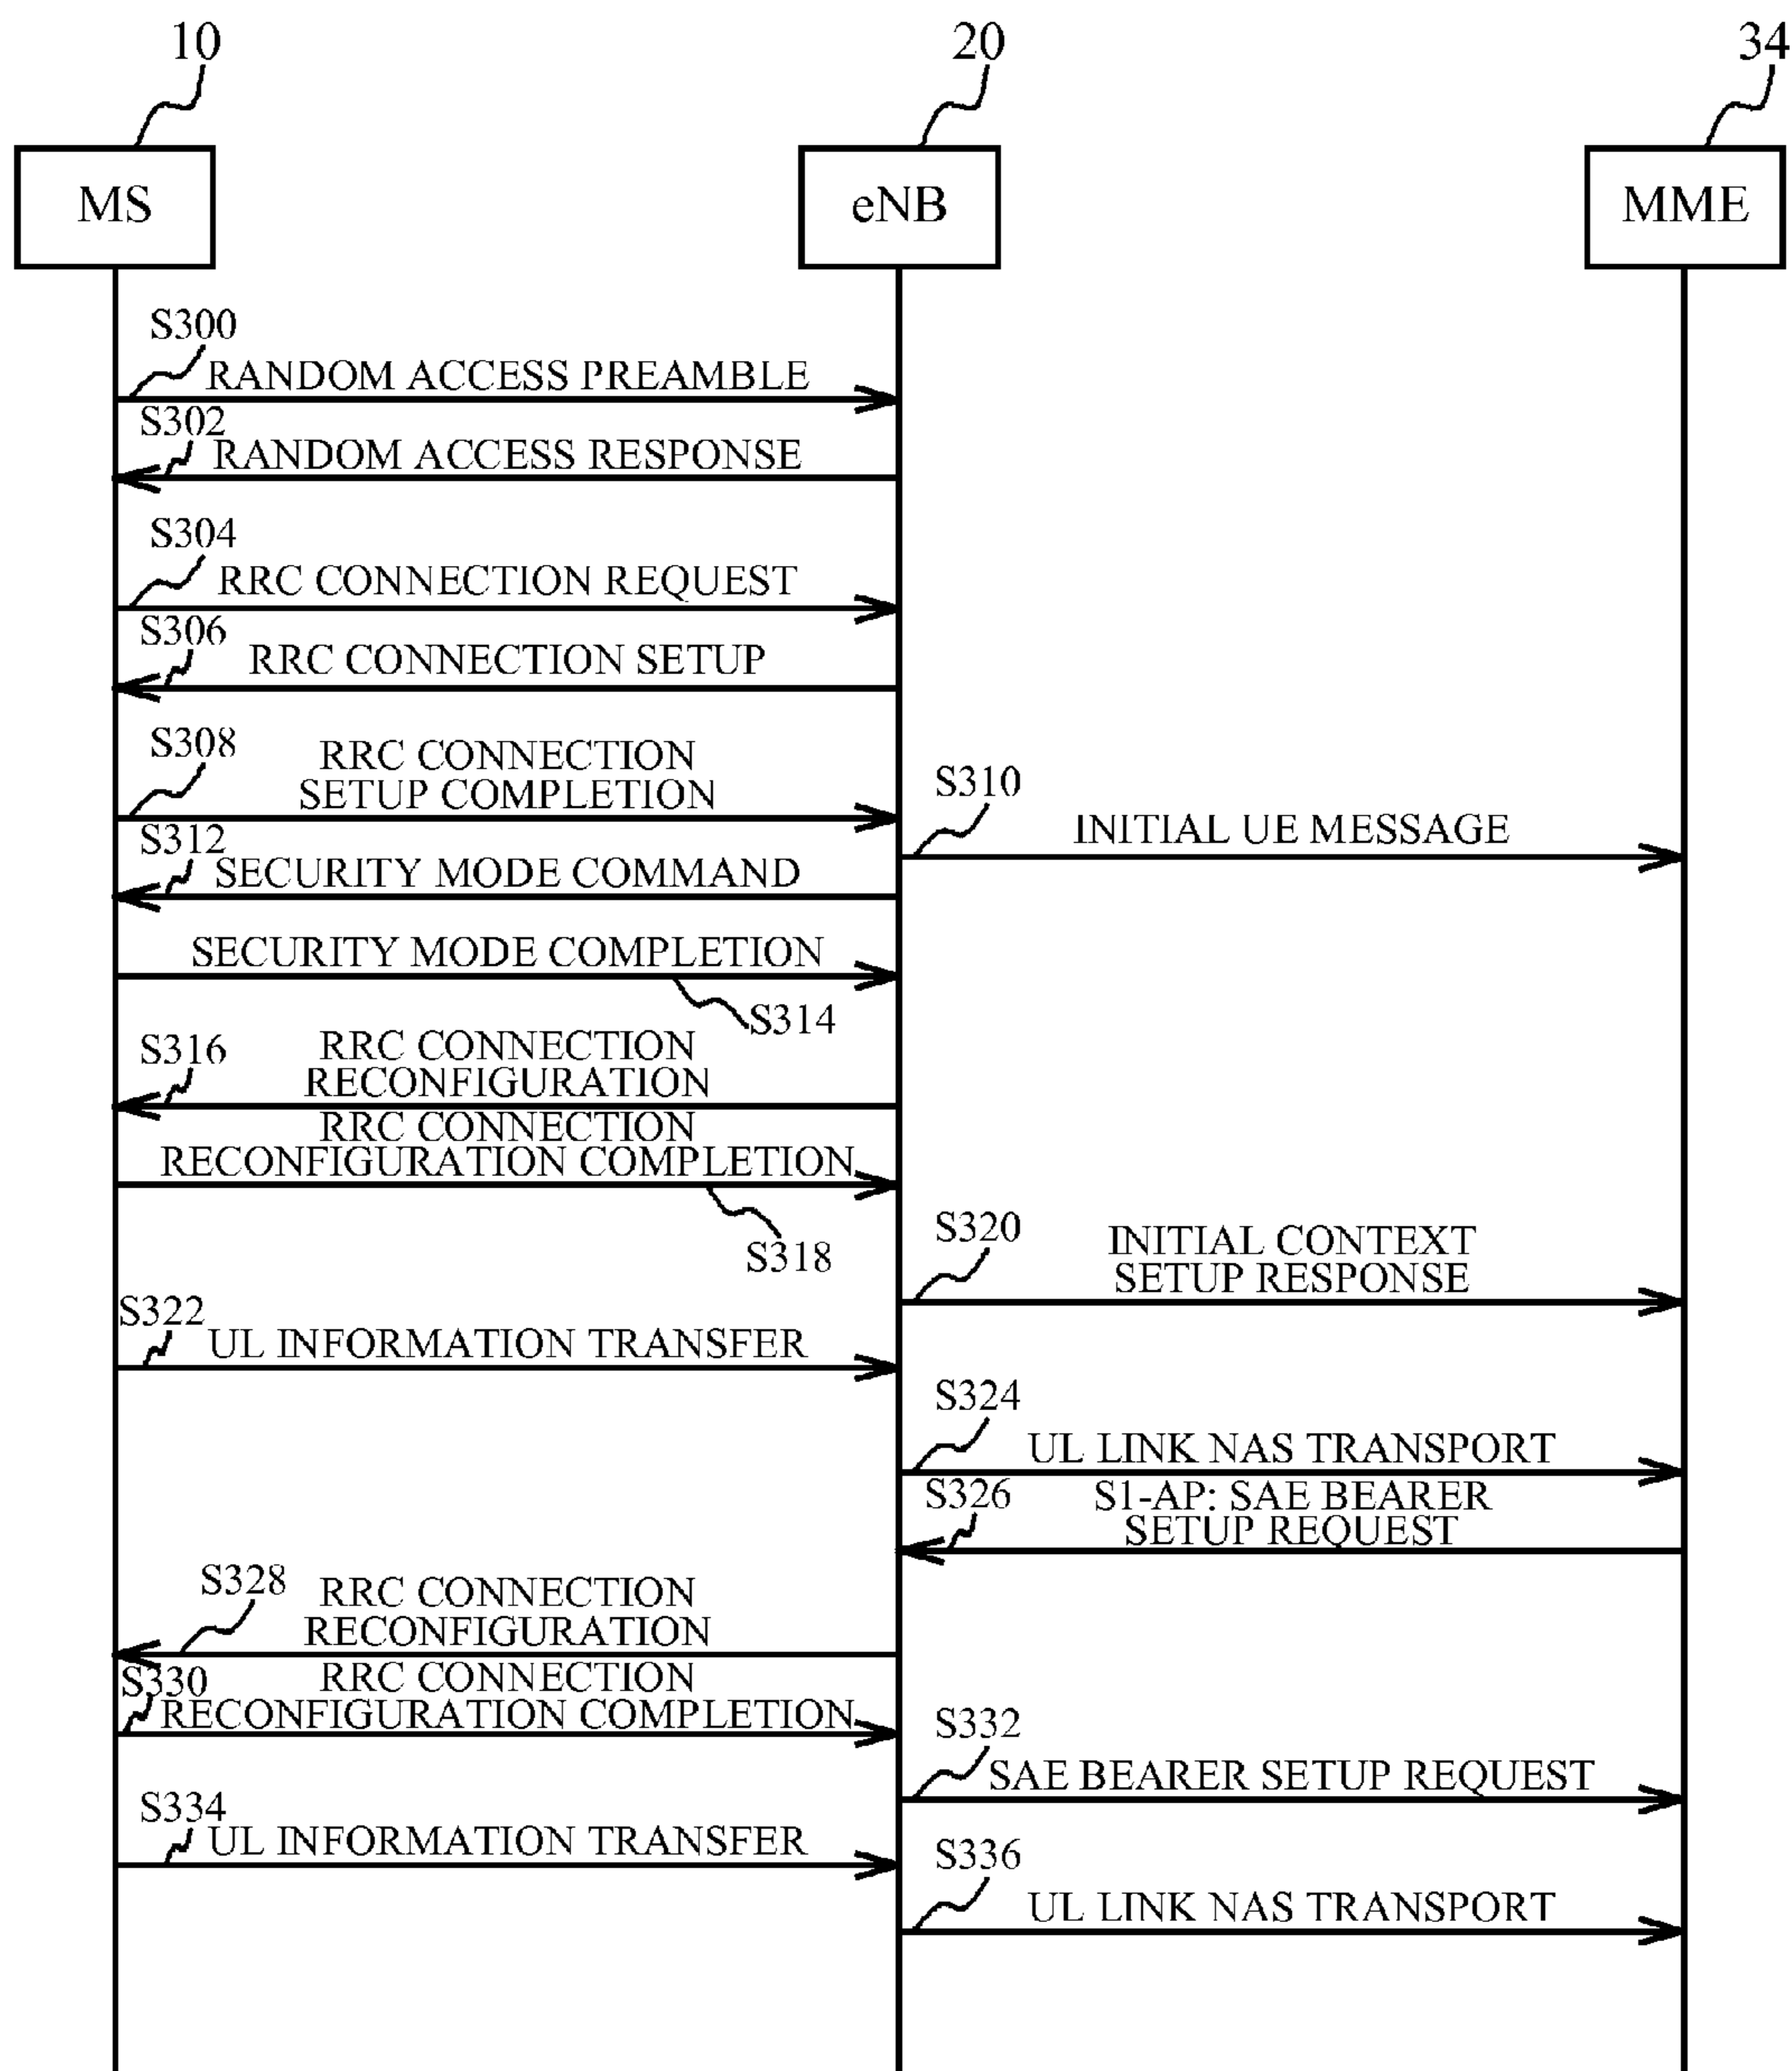 10
20
34
MS
eNB
MME
S300
RANDOM ACCESS PREAMBLE
S302
RANDOM ACCESS RESPONSE
S304
RRC CONNECTION REQUEST
S306
RRC CONNECTION SETUP
S308
RRC CONNECTION
SETUP COMPLETION
S310
INITIAL UE MESSAGE
S312
SECURITY MODE COMMAND
SECURITY MODE COMPLETION
S314
S316
RRC CONNECTION
RECONFIGURATION
RRC CONNECTION
RECONFIGURATION COMPLETION
S318
S320
INITIAL CONTEXT
SETUP RESPONSE
S322
UL INFORMATION TRANSFER
S324
UL LINK NAS TRANSPORT
S326
S1-AP: SAE BEARER
SETUP REQUEST
S328
RRC CONNECTION
RECONFIGURATION
S330
RRC CONNECTION
RECONFIGURATION COMPLETION
S332
SAE BEARER SETUP REQUEST
S334
UL INFORMATION TRANSFER
S336
UL LINK NAS TRANSPORT